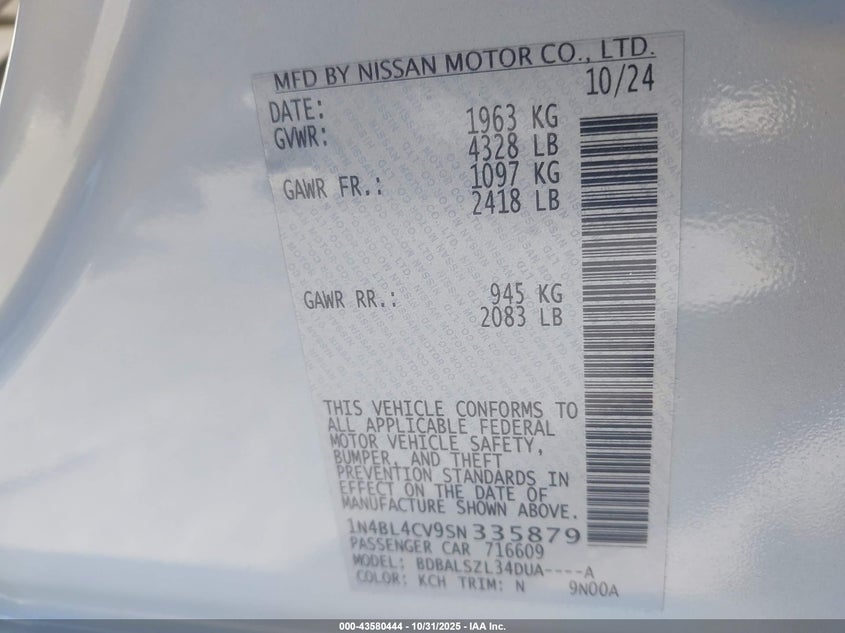 MFD BY NISSAN MOTOR CO., LTD.
DATE: 10/24
GVWR: 1963 KG
4328 LB
GAWR FR.: 1097 KG
2418 LB
GAWR RR.: 945 KG
2083 LB
THIS VEHICLE CONFORMS TO
ALL APPLICABLE FEDERAL
MOTOR VEHICLE SAFETY,
BUMPER, AND THEFT
PREVENTION STANDARDS IN
EFFECT ON THE DATE OF
MANUFACTURE SHOWN ABOVE.
1N4BL4CV9SN335879
PASSENGER CAR 716609
MODEL: BDBALSZL34DUA----A
COLOR: KCH TRIM: N 9N00A
000-43580444 - 10/31/2025 - IAA Inc.